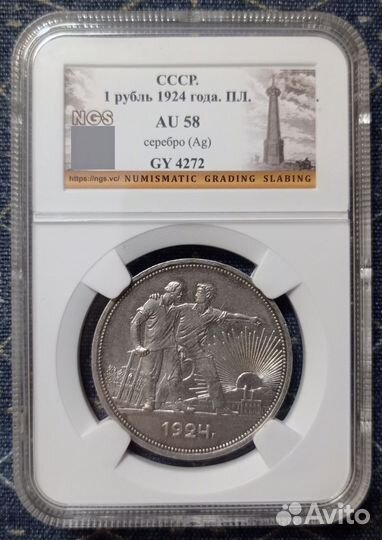 СССР.
1 рубль 1924 года. ПЛ.
NGS
AU 58
серебро (Ag)
GY 4272
https://ngs.vc/ NUMISMATIC GRADING SLABING
1924.
Avito